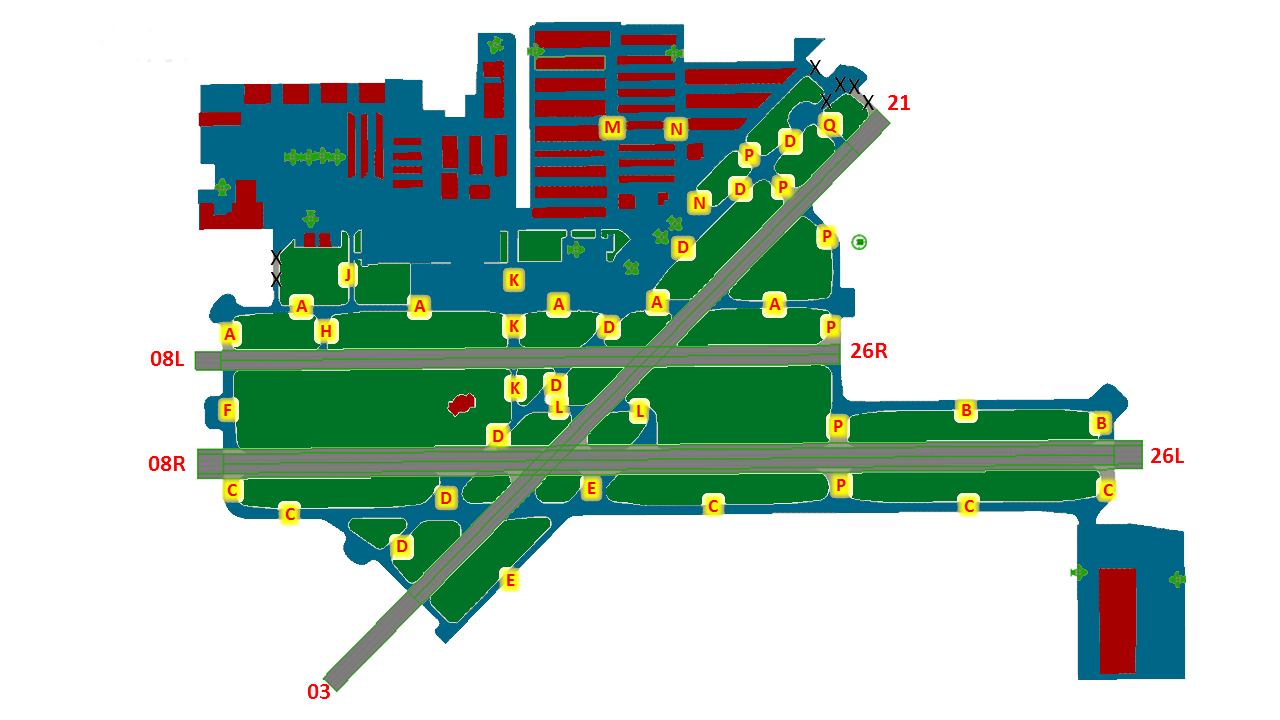 X
X X
X X
21
M N Q
D
P
D P
N
P
D
X
J
X K
A A A A A A
A H K D P
08L 26R
K D
F L L B
P B
D
08R 26L
C D E P C
C C C
D
E
03